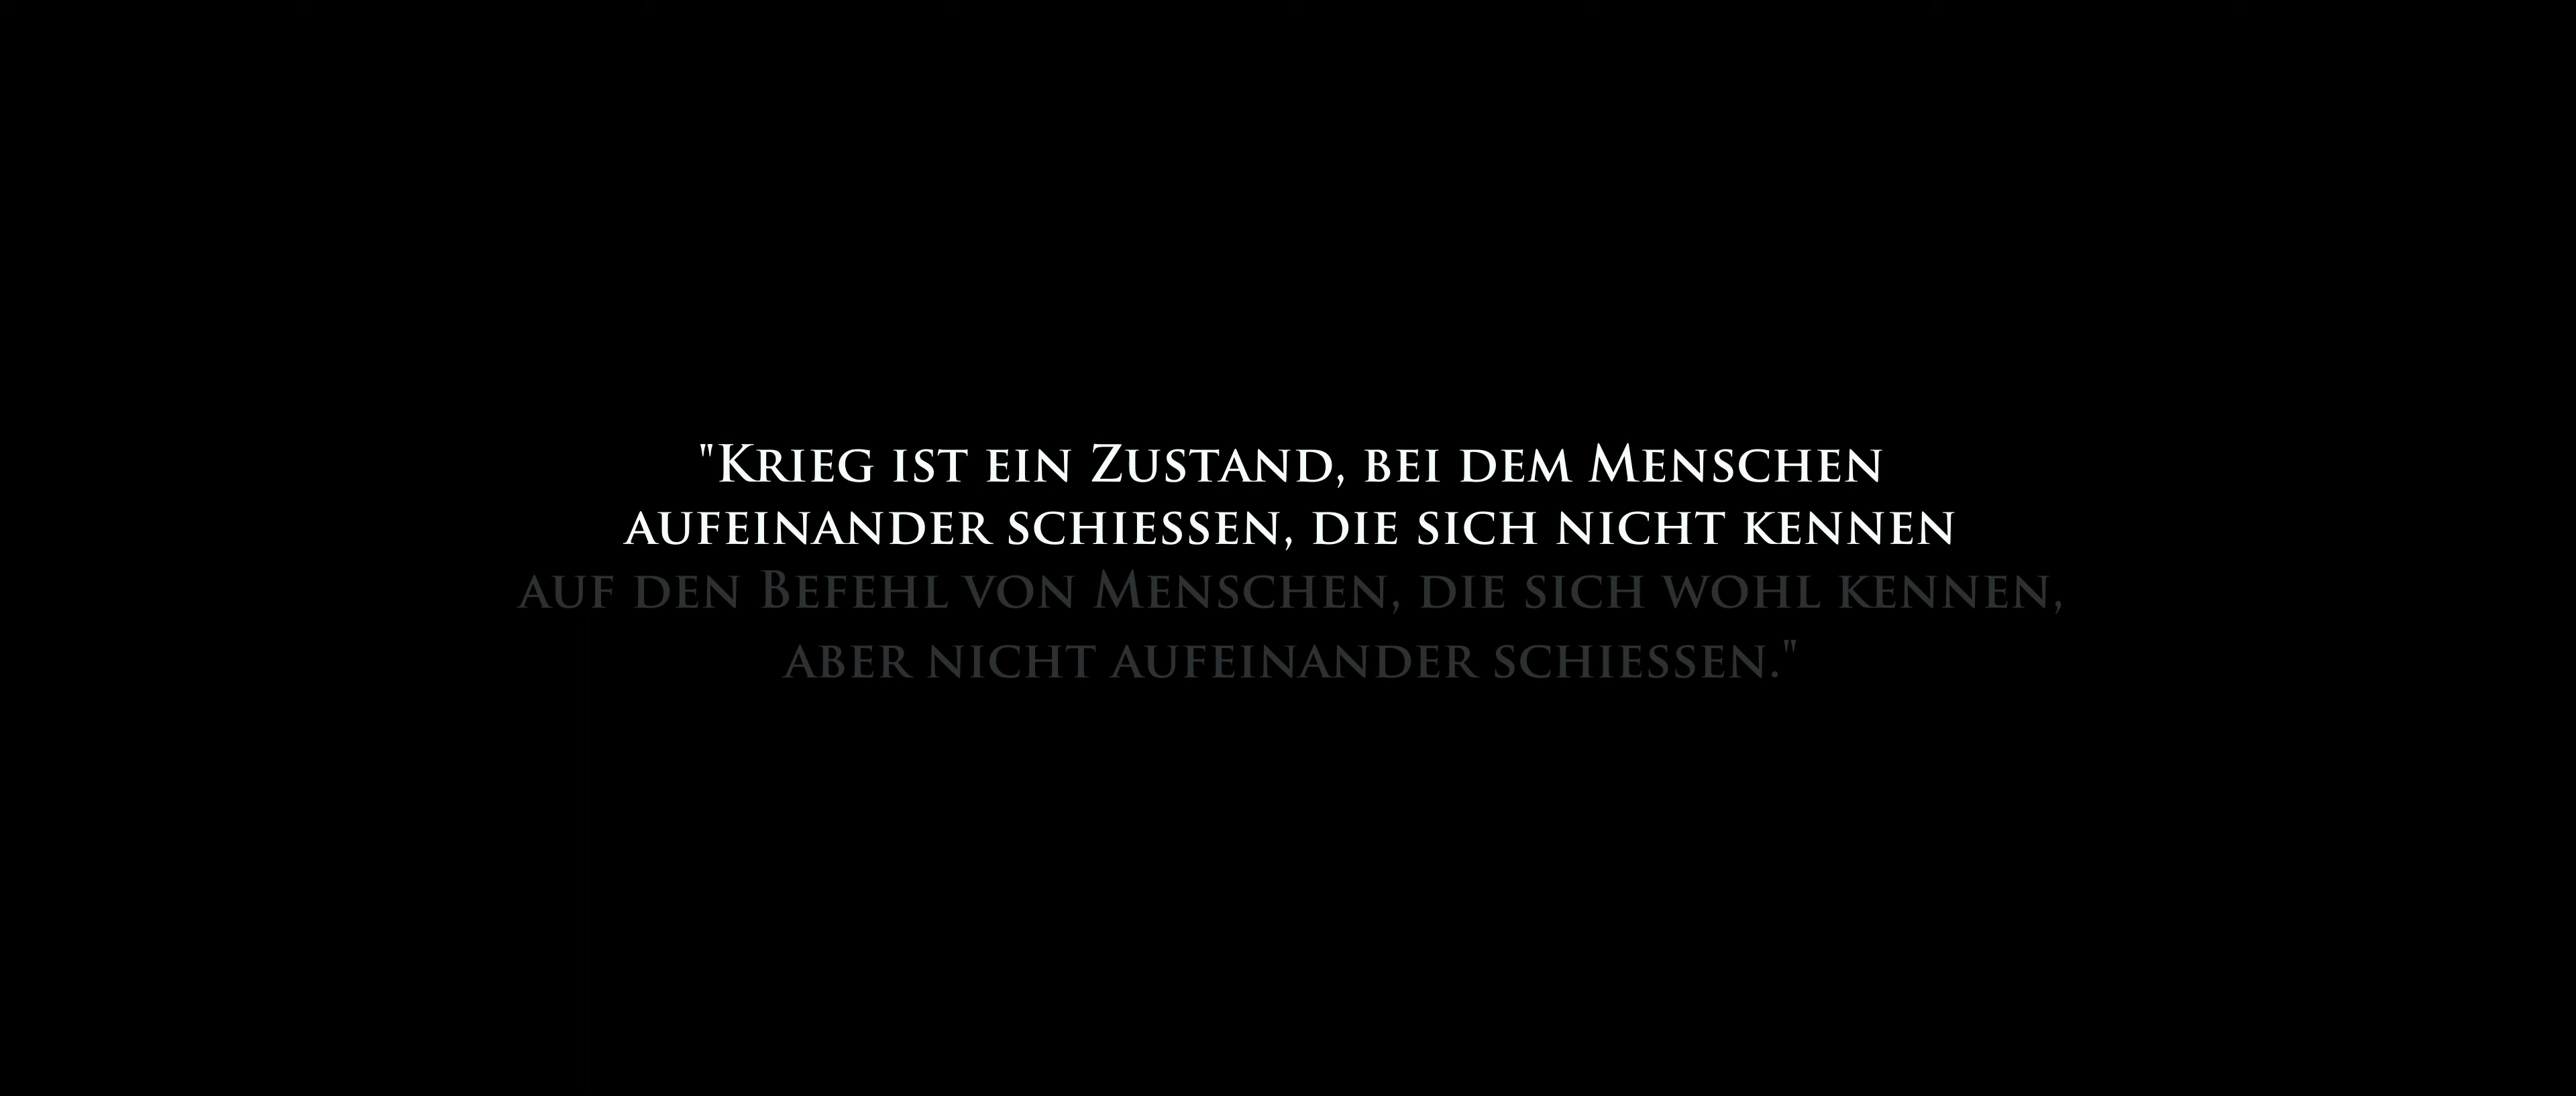 "Krieg ist ein Zustand, bei dem Menschen
aufeinander schiessen, die sich nicht kennen
auf den Befehl von Menschen, die sich wohl kennen,
aber nicht aufeinander schiessen."